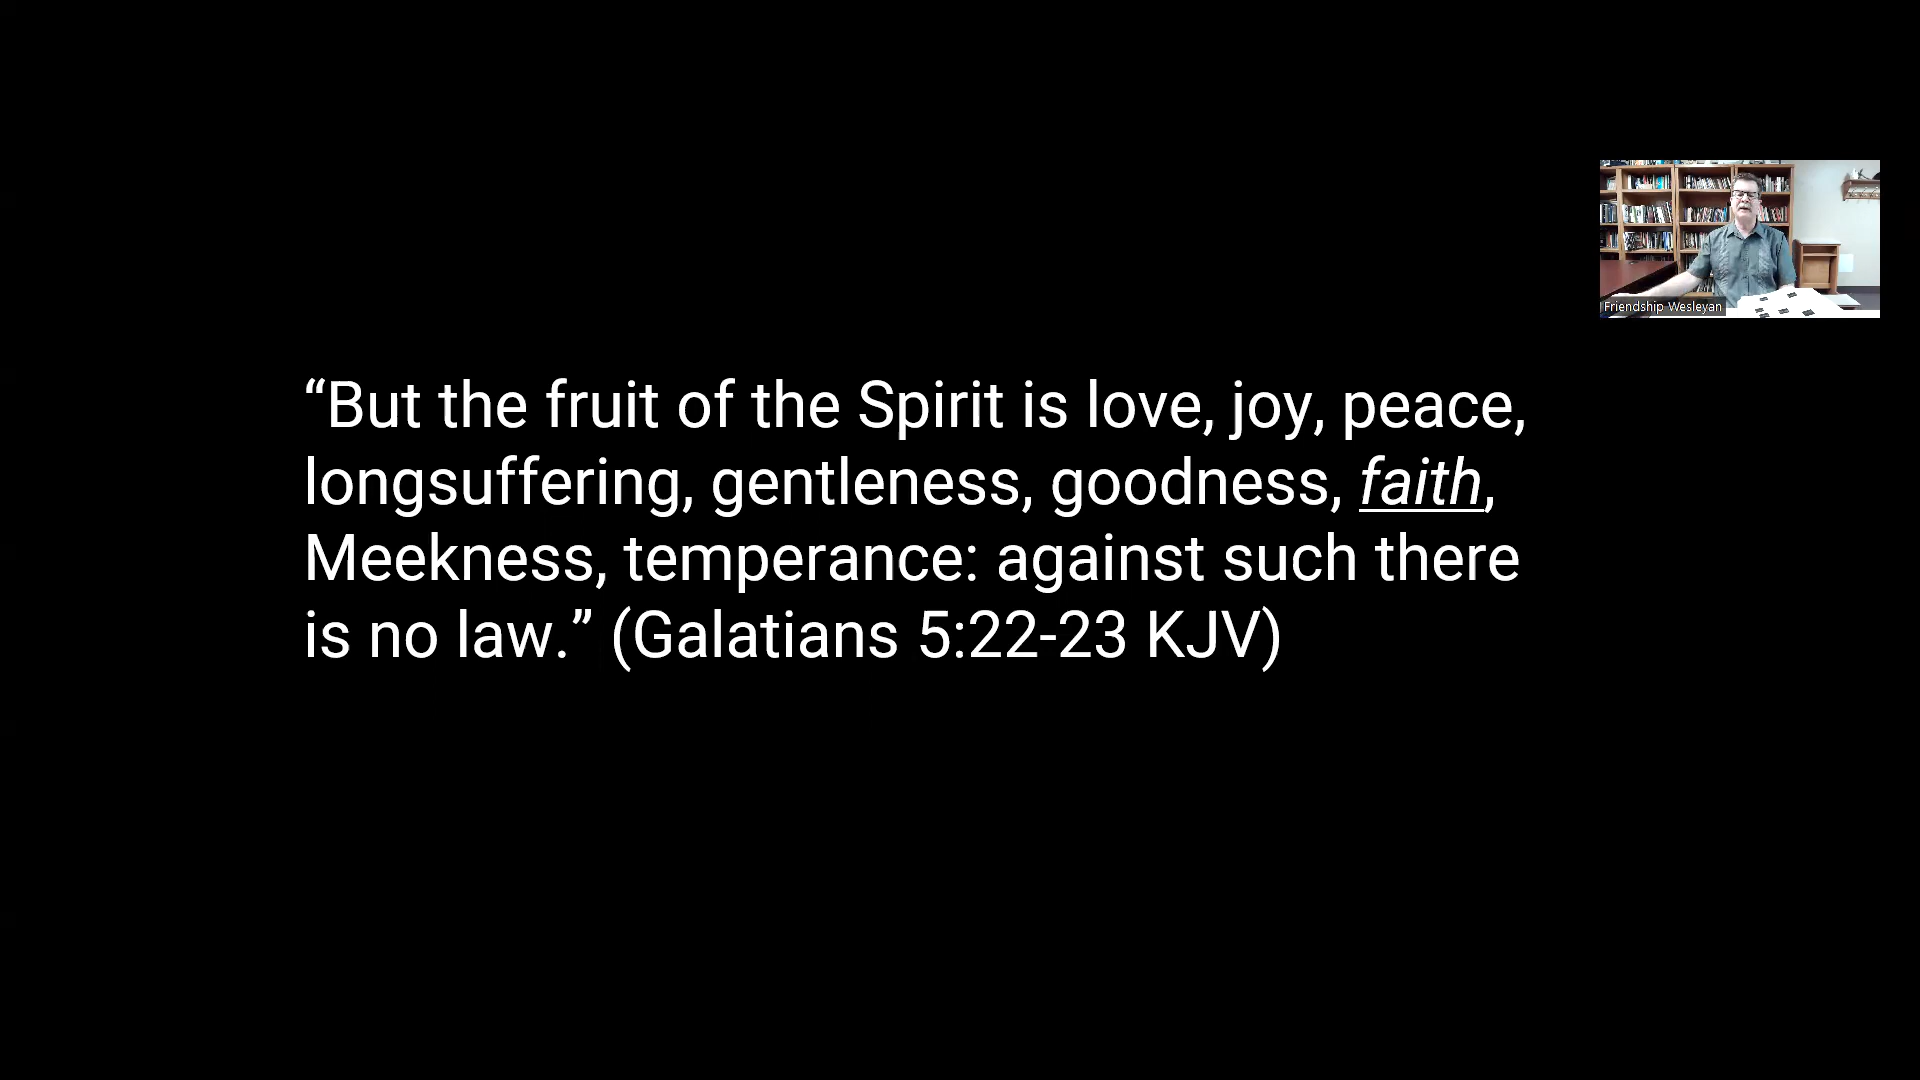 “But the fruit of the Spirit is love, joy, peace,
longsuffering, gentleness, goodness, faith,
Meekness, temperance: against such there
is no law.” (Galatians 5:22-23 KJV)
Friendship Wesleyan